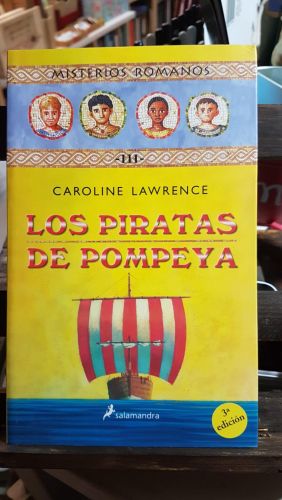 MISTERIOS ROMANOS
III
CAROLINE LAWRENCE
LOS PIRATAS
DE POMPEYA
salamandra
3ª
edición